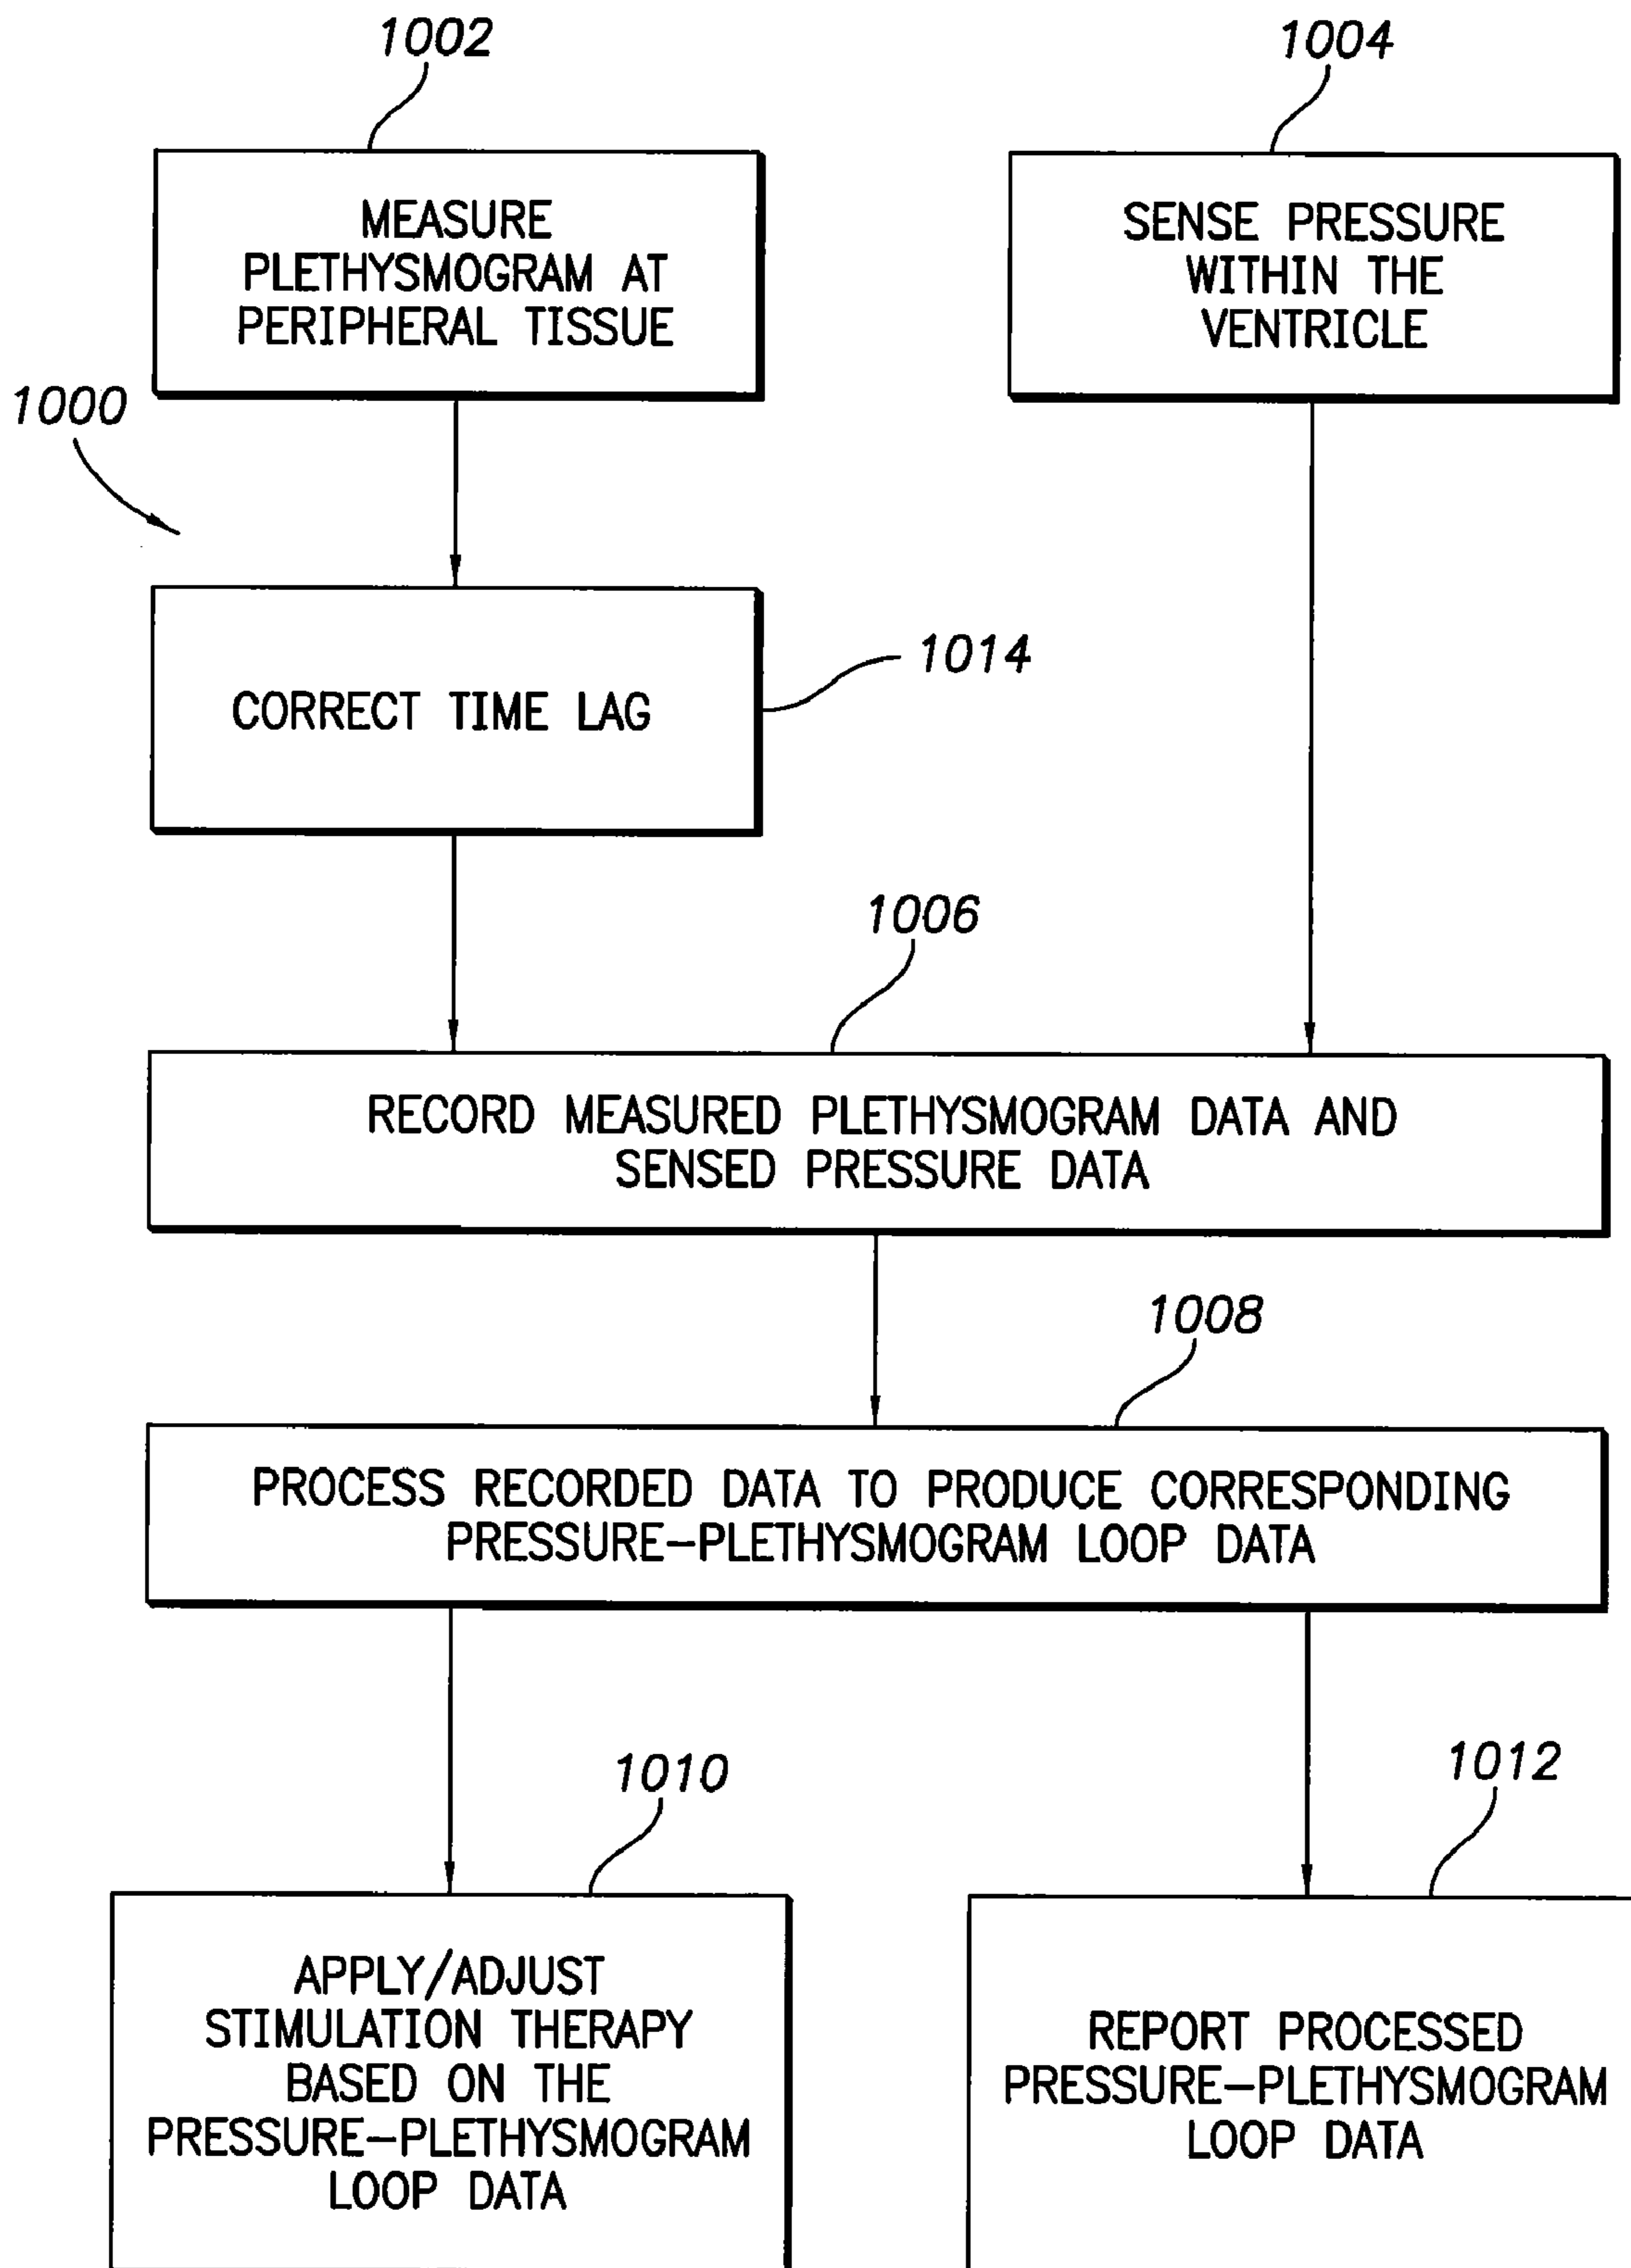 1002
1004
MEASURE
PLETHYSMOGRAM AT
PERIPHERAL TISSUE
SENSE PRESSURE
WITHIN THE
VENTRICLE
1000
CORRECT TIME LAG
1014
1006
RECORD MEASURED PLETHYSMOGRAM DATA AND
SENSED PRESSURE DATA
1008
PROCESS RECORDED DATA TO PRODUCE CORRESPONDING
PRESSURE-PLETHYSMOGRAM LOOP DATA
1010
1012
APPLY/ADJUST
STIMULATION THERAPY
BASED ON THE
PRESSURE-PLETHYSMOGRAM
LOOP DATA
REPORT PROCESSED
PRESSURE-PLETHYSMOGRAM
LOOP DATA